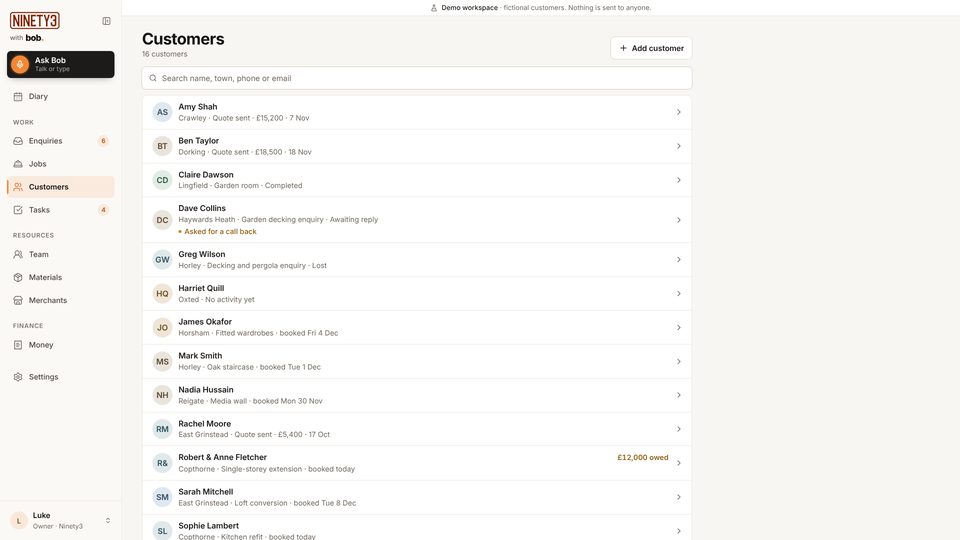 Demo workspace · fictional customers. Nothing is sent to anyone.
NINETY3
with bob.
Ask Bob
Talk or type
Diary
WORK
Enquiries 6
Jobs
Customers
Tasks 4
RESOURCES
Team
Materials
Merchants
FINANCE
Money
Settings
L
Luke
Owner · Ninety3
Customers
16 customers
+ Add customer
Search name, town, phone or email
AS
Amy Shah
Crawley · Quote sent · £15,200 · 7 Nov
BT
Ben Taylor
Dorking · Quote sent · £18,500 · 18 Nov
CD
Claire Dawson
Lingfield · Garden room · Completed
DC
Dave Collins
Haywards Heath · Garden decking enquiry · Awaiting reply
Asked for a call back
GW
Greg Wilson
Horley · Decking and pergola enquiry · Lost
HQ
Harriet Quill
Oxted · No activity yet
JO
James Okafor
Horsham · Fitted wardrobes · booked Fri 4 Dec
MS
Mark Smith
Horley · Oak staircase · booked Tue 1 Dec
NH
Nadia Hussain
Reigate · Media wall · booked Mon 30 Nov
RM
Rachel Moore
East Grinstead · Quote sent · £5,400 · 17 Oct
R&
Robert & Anne Fletcher
Copthorne · Single-storey extension · booked today
£12,000 owed
SM
Sarah Mitchell
East Grinstead · Loft conversion · booked Tue 8 Dec
SL
Sophie Lambert
Copthorne · Kitchen refit · booked today